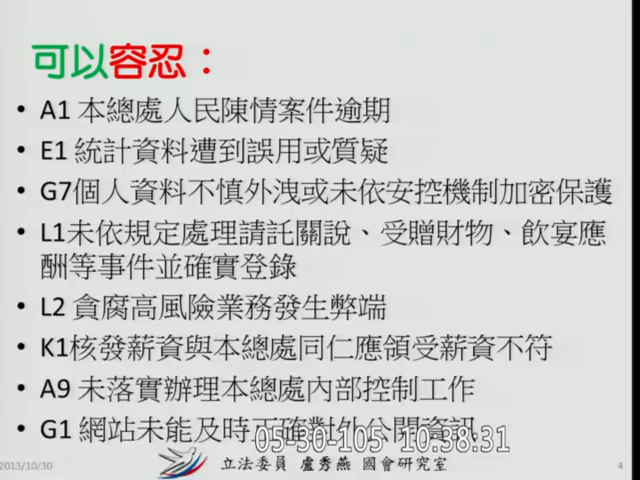 可以容忍：
• A1 本總處人民陳情案件逾期
• E1 統計資料遭到誤用或質疑
• G7個人資料不慎外洩或未依安控機制加密保護
• L1未依規定處理請託關說、受贈財物、飲宴應
酬等事件並確實登錄
• L2 貪腐高風險業務發生弊端
• K1核發薪資與本總處同仁應領受薪資不符
• A9 未落實辦理本總處內部控制工作
• G1 網站未能及時正確對外公開資訊
05-30-105 10:38:31
2013/10/30
立法委員 盧秀燕 國會研究室
4